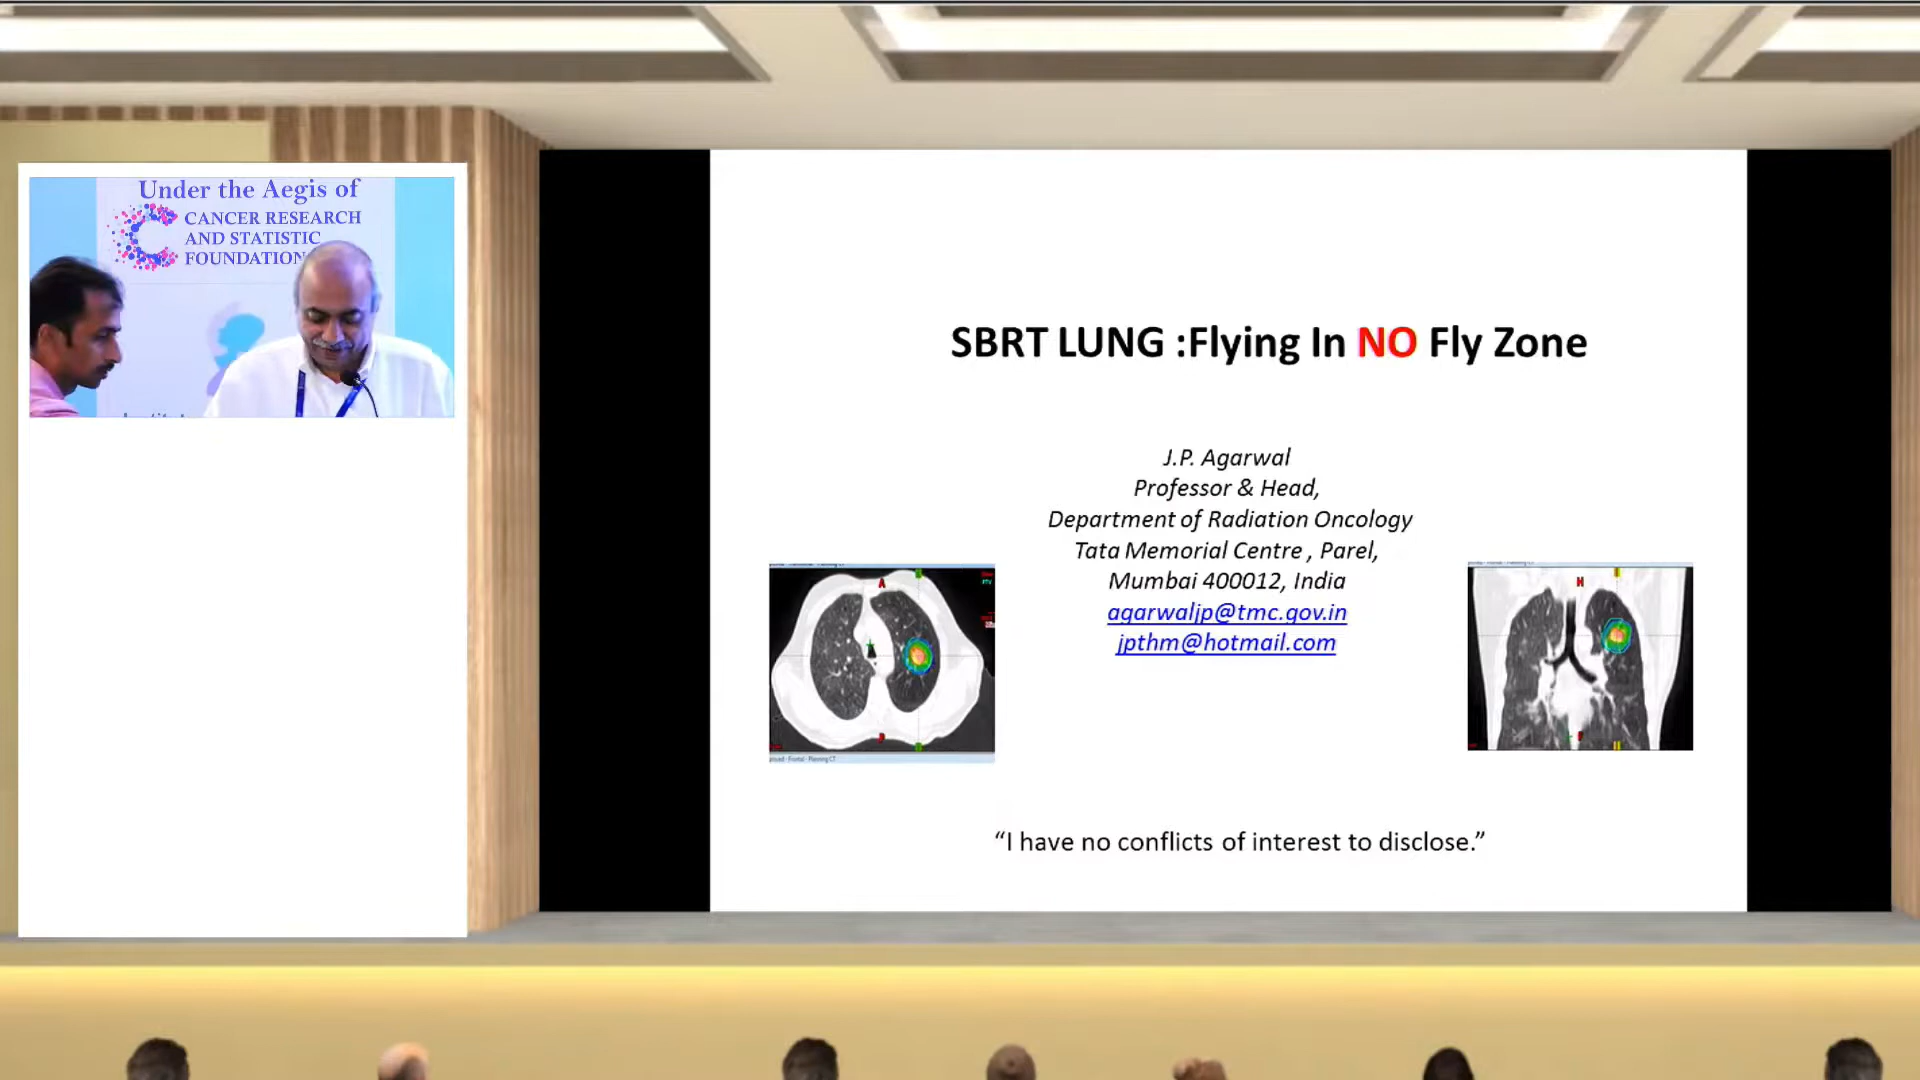 Under the Aegis of
CANCER RESEARCH
AND STATISTIC
FOUNDATION
SBRT LUNG :Flying In NO Fly Zone
J.P. Agarwal
Professor & Head,
Department of Radiation Oncology
Tata Memorial Centre , Parel,
Mumbai 400012, India
agarwaljp@tmc.gov.in
jpthm@hotmail.com
A
H
“I have no conflicts of interest to disclose.”